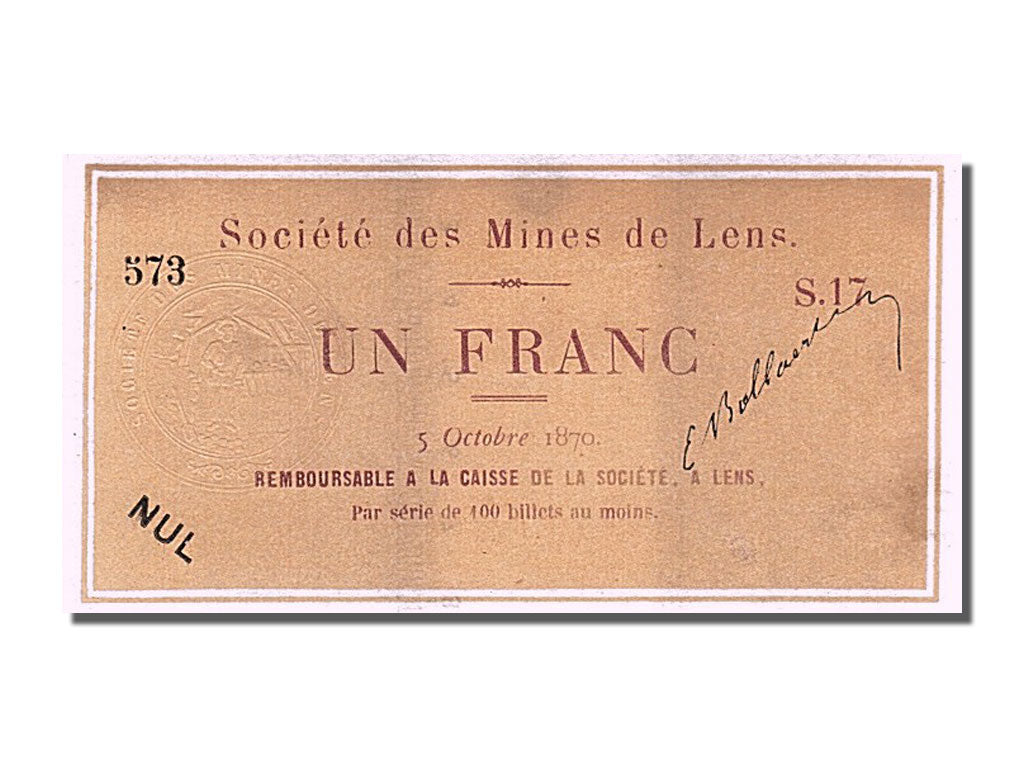 Société des Mines de Lens.
573
S.17
UN FRANC
E Bollaert
5 Octobre 1870.
REMBOURSABLE A LA CAISSE DE LA SOCIÉTÉ, A LENS,
Par série de 100 billets au moins.
NUL